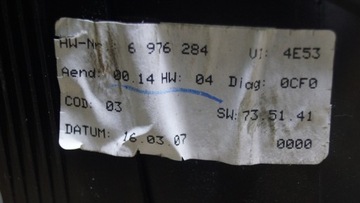 HW-Nr.: 6 976 284 UI: 4E53
Aend: 00.14 HW: 04 Diag: 0CF0
COD: 03 SW: 73.51.41
DATUM: 16.03 07 0000